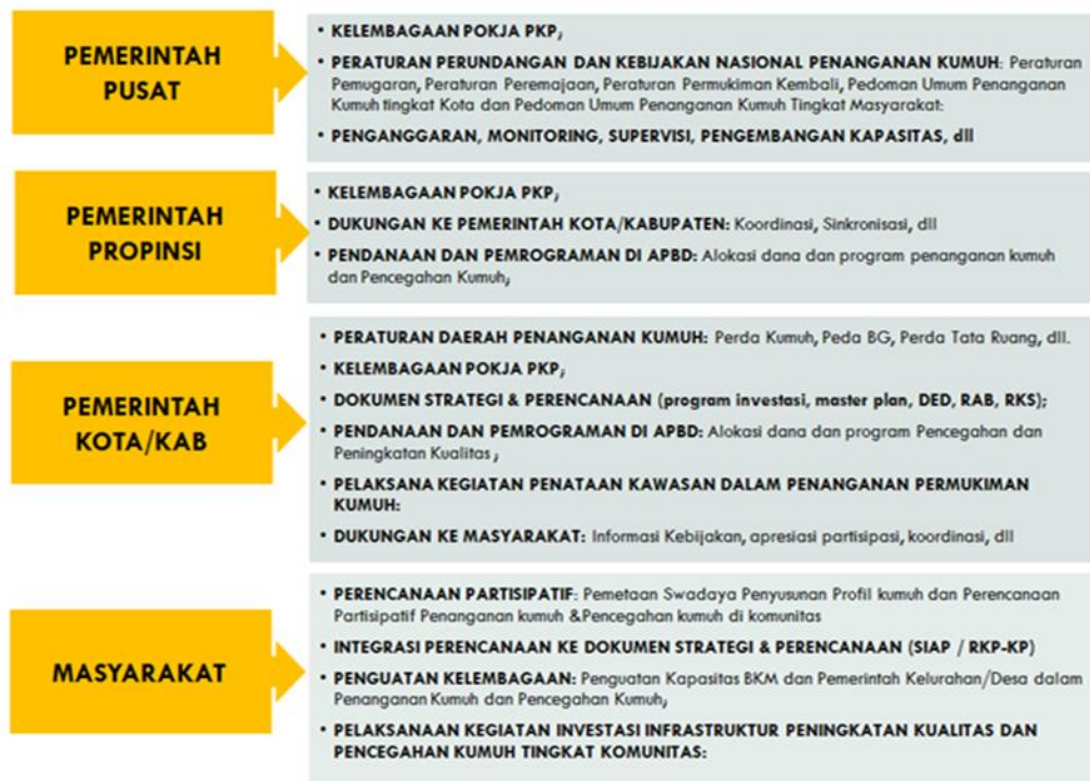 PEMERINTAH
PUSAT
• KELEMBAGAAN POKJA PKP;
• PERATURAN PERUNDANGAN DAN KEBIJAKAN NASIONAL PENANGANAN KUMUH: Peraturan
Pemugaran, Peraturan Peremajaan, Peraturan Permukiman Kembali, Pedoman Umum Penanganan
Kumuh tingkat Kota dan Pedoman Umum Penanganan Kumuh Tingkat Masyarakat:
• PENGANGGARAN, MONITORING, SUPERVISI, PENGEMBANGAN KAPASITAS, dll
PEMERINTAH
PROPINSI
• KELEMBAGAAN POKJA PKP;
• DUKUNGAN KE PEMERINTAH KOTA/KABUPATEN: Koordinasi, Sinkronisasi, dll
• PENDANAAN DAN PEMROGRAMAN DI APBD: Alokasi dana dan program penanganan kumuh
dan Pencegahan Kumuh;
PEMERINTAH
KOTA/KAB
• PERATURAN DAERAH PENANGANAN KUMUH: Perda Kumuh, Peda BG, Perda Tata Ruang, dll.
• KELEMBAGAAN POKJA PKP;
• DOKUMEN STRATEGI & PERENCANAAN (program investasi, master plan, DED, RAB, RKS);
• PENDANAAN DAN PEMROGRAMAN DI APBD: Alokasi dana dan program Pencegahan dan
Peningkatan Kualitas ;
• PELAKSANA KEGIATAN PENATAAN KAWASAN DALAM PENANGANAN PERMUKIMAN
KUMUH:
• DUKUNGAN KE MASYARAKAT: Informasi Kebijakan, apresiasi partisipasi, koordinasi, dll
MASYARAKAT
• PERENCANAAN PARTISIPATIF: Pemetaan Swadaya Penyusunan Profil kumuh dan Perencanaan
Partisipatif Penanganan kumuh &Pencegahan kumuh di komunitas
• INTEGRASI PERENCANAAN KE DOKUMEN STRATEGI & PERENCANAAN (SIAP / RKP-KP)
• PENGUATAN KELEMBAGAAN: Penguatan Kapasitas BKM dan Pemerintah Kelurahan/Desa dalam
Penanganan Kumuh dan Pencegahan Kumuh;
• PELAKSANAAN KEGIATAN INVESTASI INFRASTRUKTUR PENINGKATAN KUALITAS DAN
PENCEGAHAN KUMUH TINGKAT KOMUNITAS: